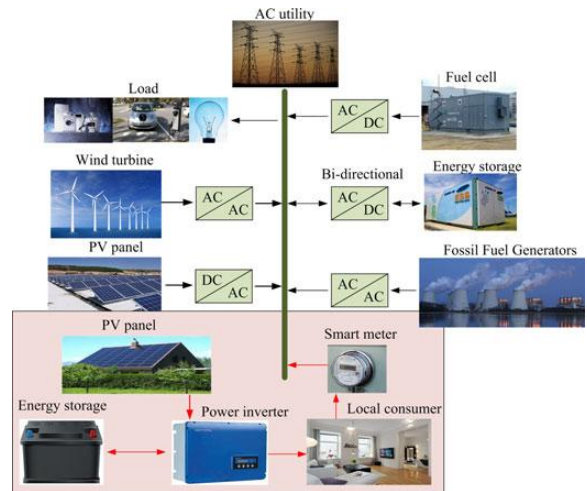 AC utility
Load
Fuel cell
AC
DC
Wind turbine
Bi-directional
Energy storage
AC
AC
AC
DC
PV panel
Fossil Fuel Generators
DC
AC
AC
AC
PV panel
Smart meter
Energy storage
Power inverter
Local consumer